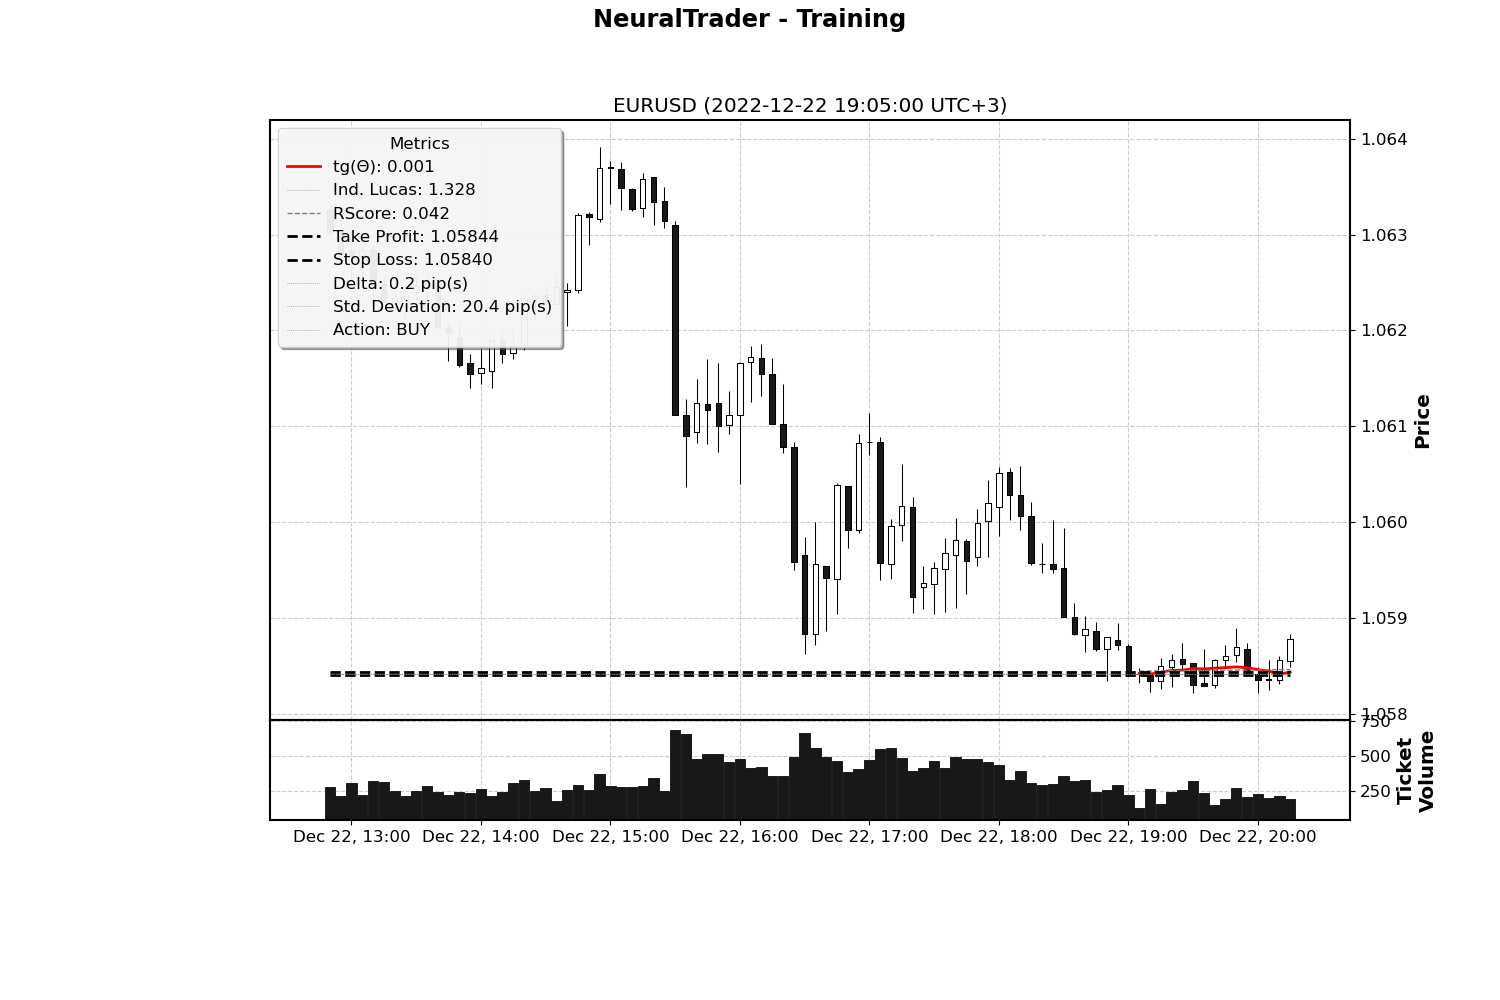 NeuralTrader - Training
EURUSD (2022-12-22 19:05:00 UTC+3)
Metrics
tg(Θ): 0.001
Ind. Lucas: 1.328
RScore: 0.042
Take Profit: 1.05844
Stop Loss: 1.05840
Delta: 0.2 pip(s)
Std. Deviation: 20.4 pip(s)
Action: BUY
1.064
1.063
1.062
1.061
1.060
1.059
1.058
Price
750
500
250
Ticket
Volume
Dec 22, 13:00
Dec 22, 14:00
Dec 22, 15:00
Dec 22, 16:00
Dec 22, 17:00
Dec 22, 18:00
Dec 22, 19:00
Dec 22, 20:00